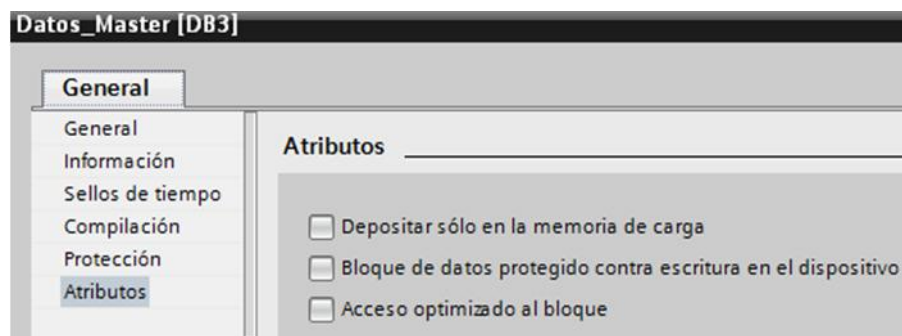 Datos_Master [DB3]
General
General
Información
Sellos de tiempo
Compilación
Protección
Atributos
Atributos
Depositar sólo en la memoria de carga
Bloque de datos protegido contra escritura en el dispositivo
Acceso optimizado al bloque